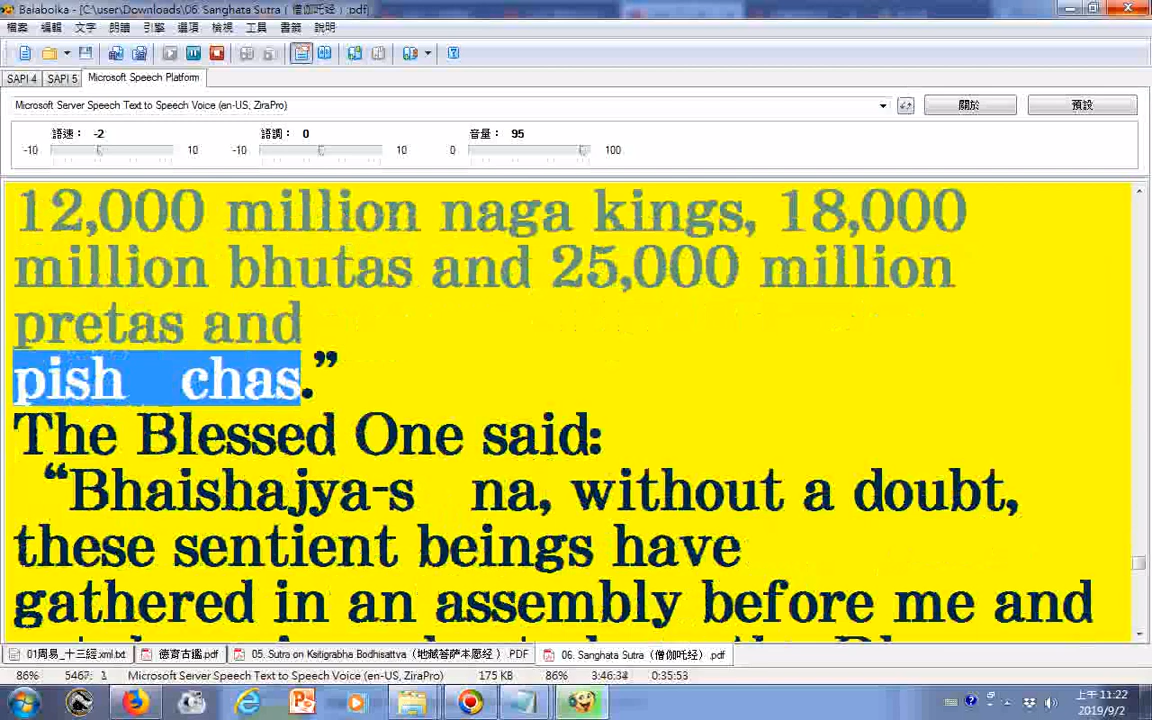 Balabolka - [C:\user\Downloads\06. Sanghata Sutra（僧伽吒经）.pdf]
檔案 編輯 文字 朗讀 引擎 選項 檢視 工具 書籤 說明
SAPI 4 SAPI 5 Microsoft Speech Platform
Microsoft Server Speech Text to Speech Voice (en-US, ZiraPro) 關於 預設
語速： -2 語調： 0 音量： 95
-10 10 -10 10 0 100
12,000 million naga kings, 18,000
million bhutas and 25,000 million
pretas and
pish chas.”
The Blessed One said:
“Bhaishajya-s na, without a doubt,
these sentient beings have
gathered in an assembly before me and
01周易_十三經.xml.txt 德育古鑑.pdf 05. Sutra on Ksitigrabha Bodhisattva（地藏菩萨本愿经）.PDF 06. Sanghata Sutra（僧伽吒经）.pdf
86% 5467: 1 Microsoft Server Speech Text to Speech Voice (en-US, ZiraPro) 175 KB 86% 3:46:34 0:35:53
上午 11:22
2019/9/2